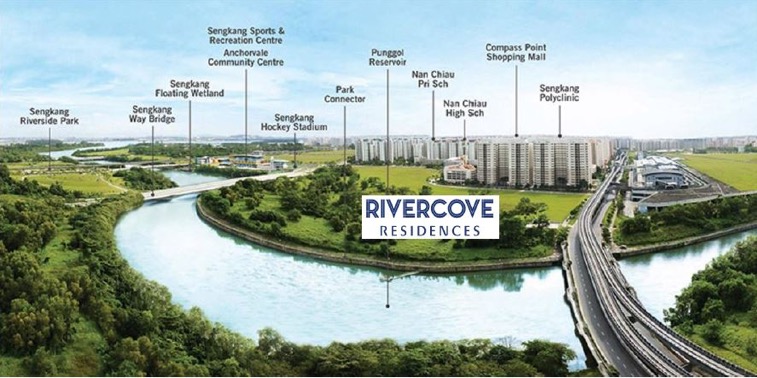 Sengkang
Riverside Park
Sengkang
Way Bridge
Sengkang
Floating Wetland
Sengkang Sports &
Recreation Centre
Anchorvale
Community Centre
Sengkang
Hockey Stadium
Park
Connector
Punggol
Reservoir
Nan Chiau
Pri Sch
Nan Chiau
High Sch
Compass Point
Shopping Mall
Sengkang
Polyclinic
RIVERCOVE
RESIDENCES